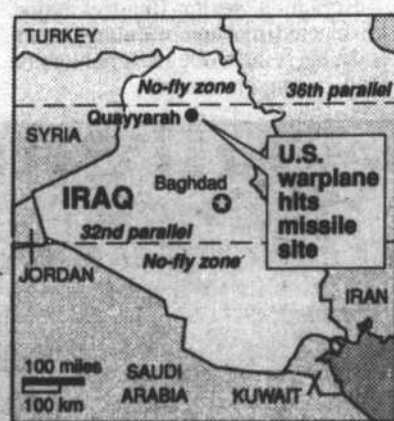 TURKEY
No-fly zone
36th parallel
Quayyarah
SYRIA
U.S.
warplane
hits
missile
site
Baghdad
IRAQ
32nd parallel
No-fly zone
JORDAN
IRAN
100 miles
100 km
SAUDI
ARABIA
KUWAIT